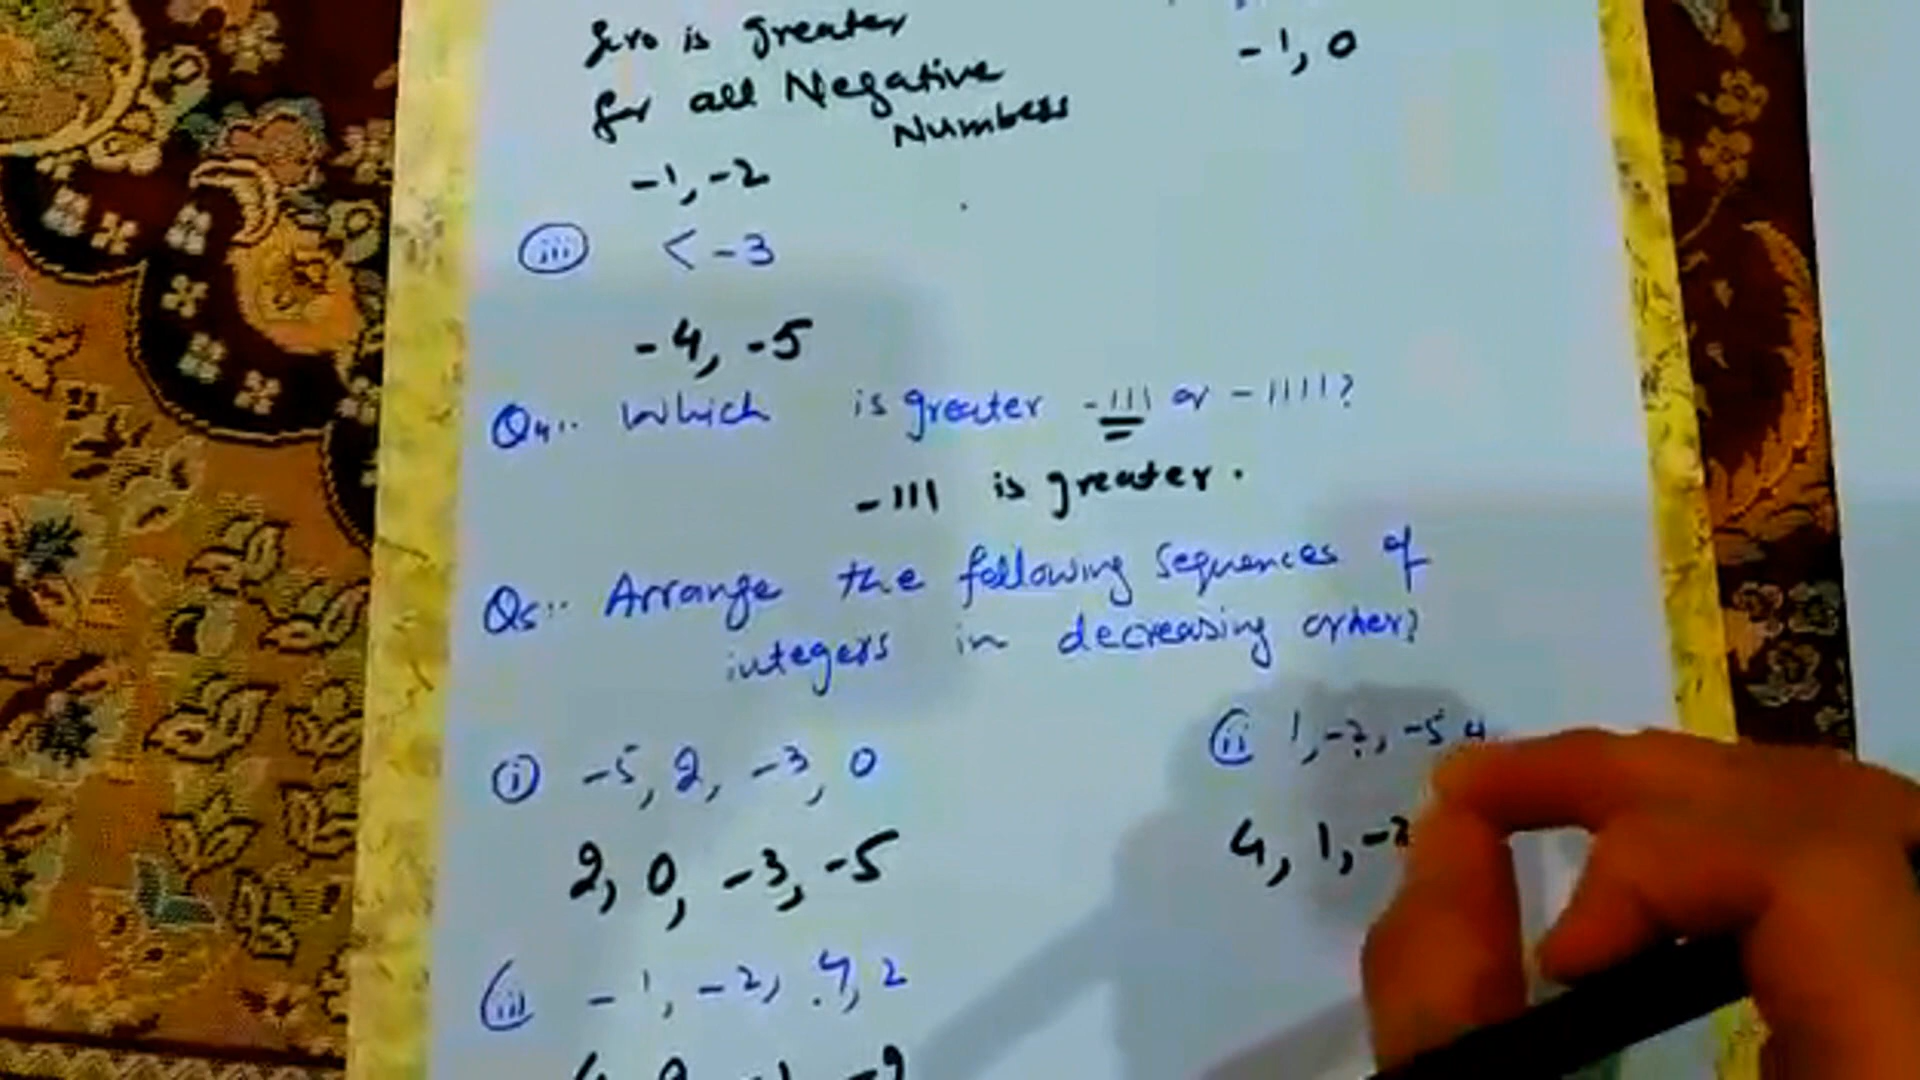 Zero is greater
for all Negative
Numbers
-1, 0
-1, -2
(iii) < -3
-4, -5
Q4:- Which is greater -111 or -1111?
-111 is greater.
Q5:- Arrange the following sequences of
integers in decreasing order?
(i) -5, 2, -3, 0
(ii) 1, -2, -5, 4
2, 0, -3, -5
4, 1, -2
(iii) -1, -2, 4, 2